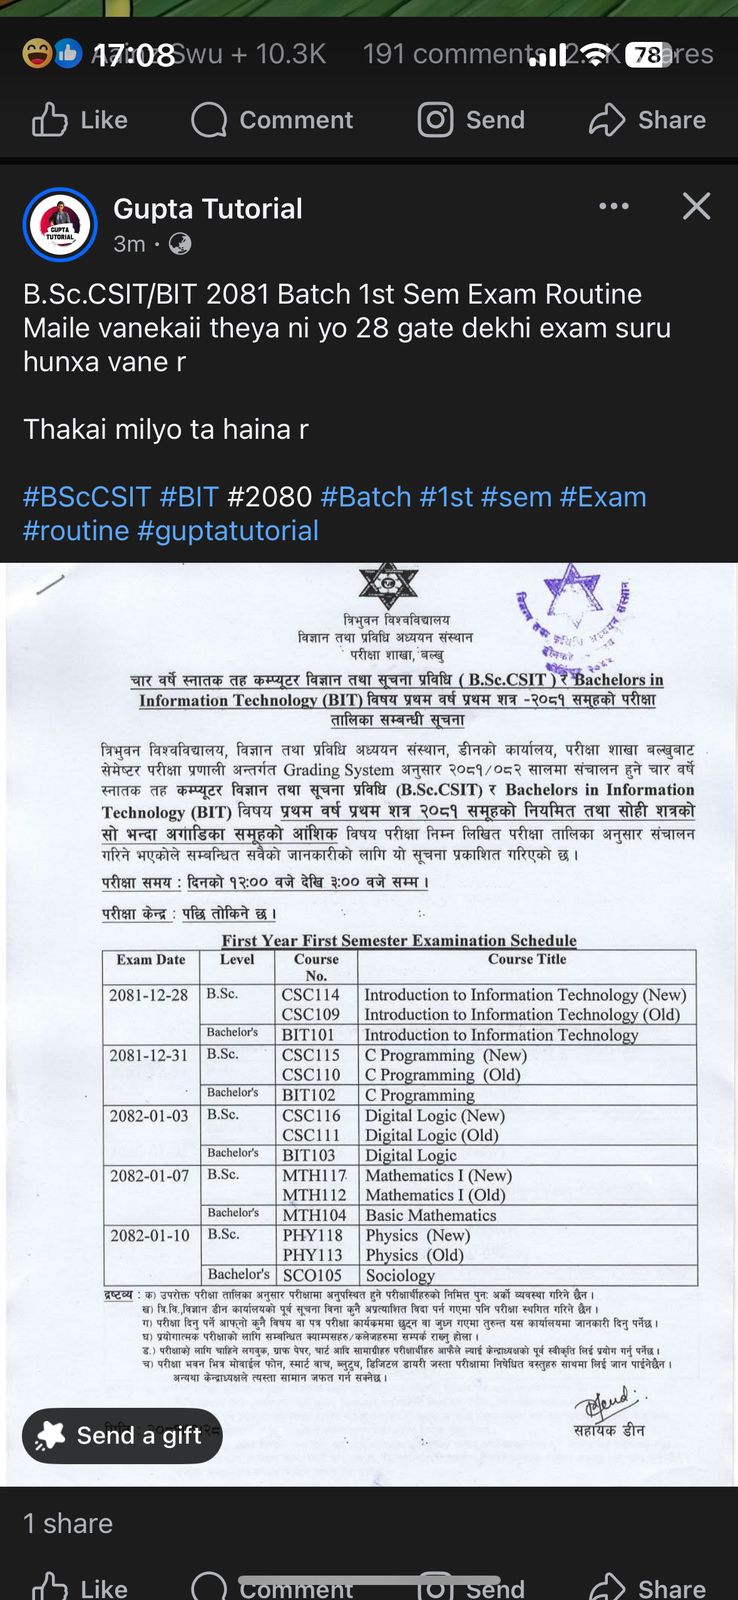 17:08
+ 10.3K 191 comments
78
Like Comment Send Share
Gupta Tutorial
3m ·
B.Sc.CSIT/BIT 2081 Batch 1st Sem Exam Routine
Maile vanekaii theya ni yo 28 gate dekhi exam suru
hunxa vane r
Thakai milyo ta haina r
#BScCSIT #BIT #2080 #Batch #1st #sem #Exam
#routine #guptatutorial
त्रिभुवन विश्वविद्यालय
विज्ञान तथा प्रविधि अध्ययन संस्थान
परीक्षा शाखा, बल्खु
चार वर्षे स्नातक तह कम्प्यूटर विज्ञान तथा सूचना प्रविधि ( B.Sc.CSIT ) र Bachelors in
Information Technology (BIT) विषय प्रथम वर्ष प्रथम शत्र -२०८१ समुहको परीक्षा
तालिका सम्बन्धी सूचना
त्रिभुवन विश्वविद्यालय, विज्ञान तथा प्रविधि अध्ययन संस्थान, डीनको कार्यालय, परीक्षा शाखा बल्खुबाट
सेमेष्टर परीक्षा प्रणाली अन्तर्गत Grading System अनुसार २०८१/०८२ सालमा संचालन हुने चार वर्षे
स्नातक तह कम्प्यूटर विज्ञान तथा सूचना प्रविधि (B.Sc.CSIT) र Bachelors in Information
Technology (BIT) विषय प्रथम वर्ष प्रथम शत्र २०८१ समुहको नियमित तथा सोही शत्रको
सो भन्दा अगाडिका समुहको आंशिक विषय परीक्षा निम्न लिखित परीक्षा तालिका अनुसार संचालन
गरिने भएकोले सम्बन्धित सवैको जानकारीको लागि यो सूचना प्रकाशित गरिएको छ ।
परीक्षा समय : दिनको १२:०० वजे देखि ३:०० वजे सम्म ।
परीक्षा केन्द्र : पछि तोकिने छ ।
First Year First Semester Examination Schedule
Exam Date Level Course No. Course Title
2081-12-28 B.Sc. CSC114 Introduction to Information Technology (New)
CSC109 Introduction to Information Technology (Old)
Bachelor's BIT101 Introduction to Information Technology
2081-12-31 B.Sc. CSC115 C Programming (New)
CSC110 C Programming (Old)
Bachelor's BIT102 C Programming
2082-01-03 B.Sc. CSC116 Digital Logic (New)
CSC111 Digital Logic (Old)
Bachelor's BIT103 Digital Logic
2082-01-07 B.Sc. MTH117 Mathematics I (New)
MTH112 Mathematics I (Old)
Bachelor's MTH104 Basic Mathematics
2082-01-10 B.Sc. PHY118 Physics (New)
PHY113 Physics (Old)
Bachelor's SCO105 Sociology
द्रष्टव्य : क) उपरोक्त परीक्षा तालिका अनुसार परीक्षामा अनुपस्थित हुने परीक्षार्थीहरुको निमित्त पुन: अर्को व्यवस्था गरिने छैन ।
ख) त्रि.वि.,विज्ञान डीन कार्यालयको पूर्व सूचना विना कुनै अप्रत्याशित विदा पर्न गएमा पनि परीक्षा स्थगित गरिने छैन ।
ग) परीक्षा दिनु पर्ने आफ्नो कुनै विषय वा पत्र परीक्षा कार्यक्रममा छुट्न वा जुध्न गएमा तुरुन्त यस कार्यालयमा जानकारी दिनु पर्नेछ ।
घ) प्रयोगात्मक परीक्षाको लागि सम्बन्धित क्याम्पसहरु/कलेजहरुमा सम्पर्क राख्नु होला ।
ङ.) परीक्षाको लागि चाहिने लगबुक, ग्राफ पेपर, चार्ट आदि सामाग्रीहरु परीक्षार्थीहरु आफैले ल्याई केन्द्राध्यक्षको पूर्व स्वीकृति लिई प्रयोग गर्नु पर्नेछ ।
च) परीक्षा भवन भित्र मोवाईल फोन, स्मार्ट वाच, ब्लुटुथ, डिजिटल डायरी जस्ता परीक्षामा निषेधित वस्तुहरु साथमा लिई जान पाईनेछैन ।
अन्यथा केन्द्राध्यक्षले त्यस्ता सामान जफत गर्न सक्नेछ ।
सहायक डीन
Send a gift
1 share
Like Comment Send Share